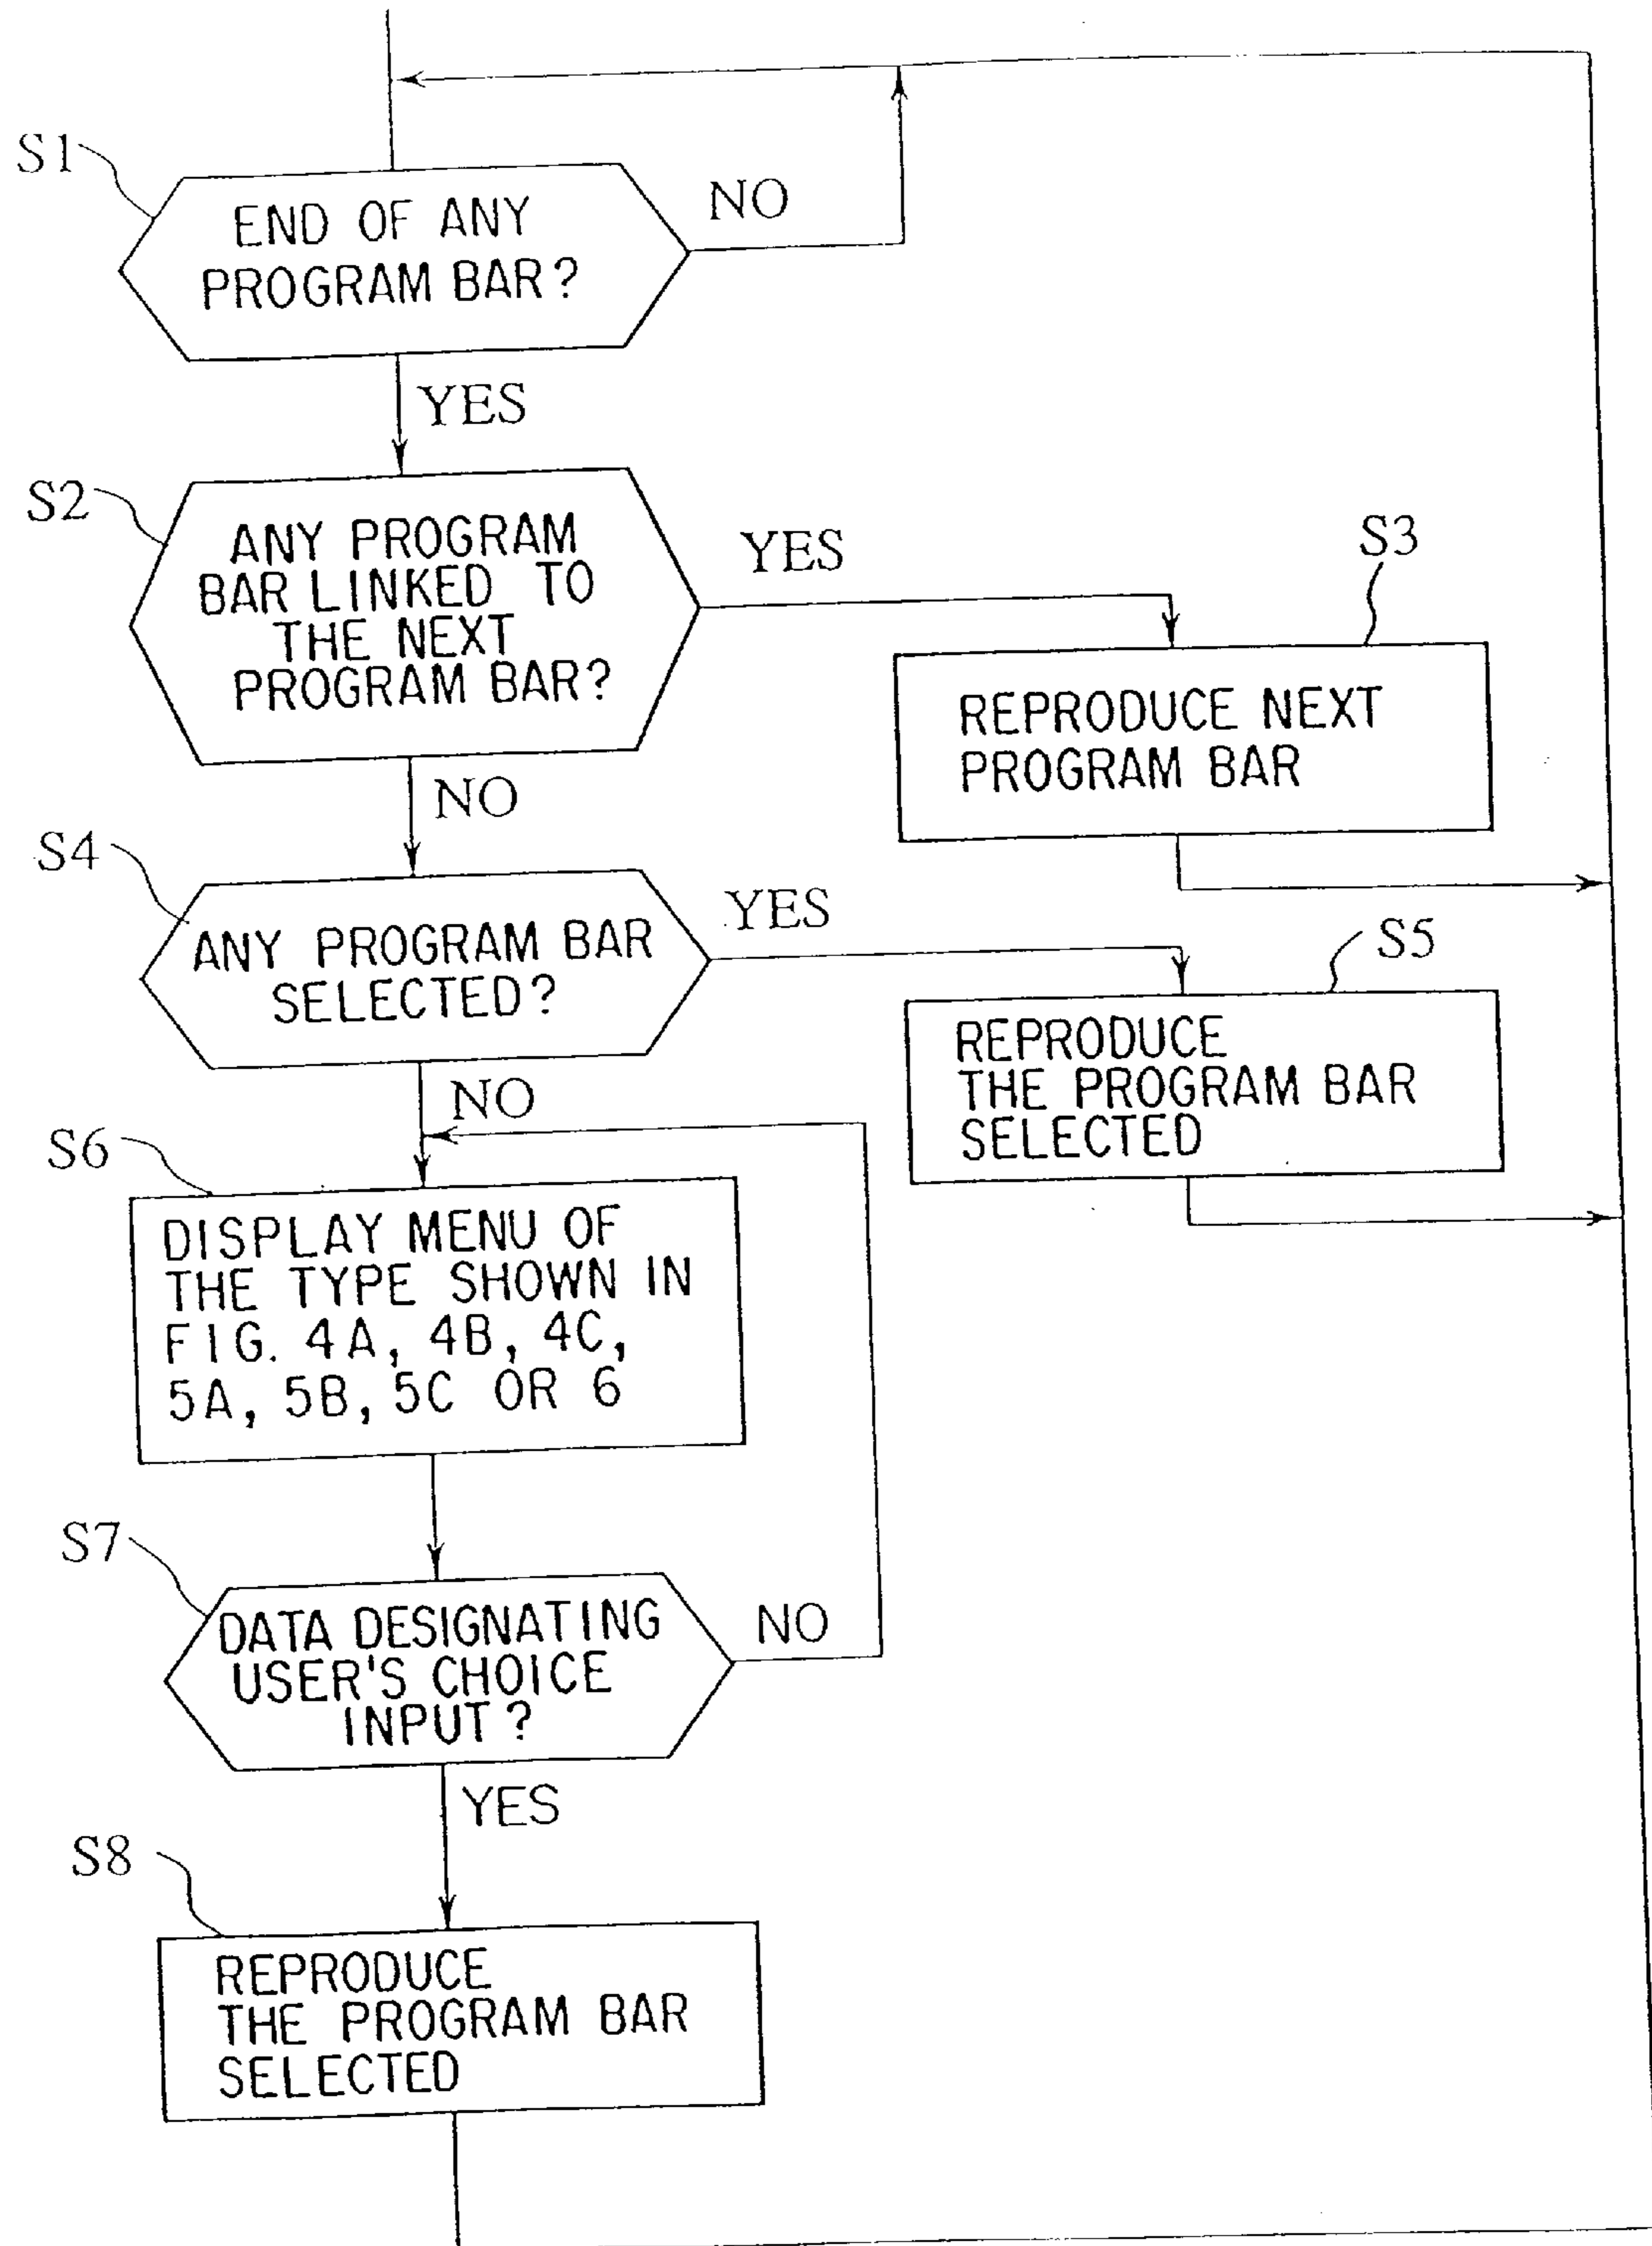 S1
END OF ANY
PROGRAM BAR?
NO
YES
S2
ANY PROGRAM
BAR LINKED TO
THE NEXT
PROGRAM BAR?
YES
S3
REPRODUCE NEXT
PROGRAM BAR
NO
S4
ANY PROGRAM BAR
SELECTED?
YES
S5
REPRODUCE
THE PROGRAM BAR
SELECTED
NO
S6
DISPLAY MENU OF
THE TYPE SHOWN IN
FIG. 4A, 4B, 4C,
5A, 5B, 5C OR 6
S7
DATA DESIGNATING
USER'S CHOICE
INPUT?
NO
YES
S8
REPRODUCE
THE PROGRAM BAR
SELECTED